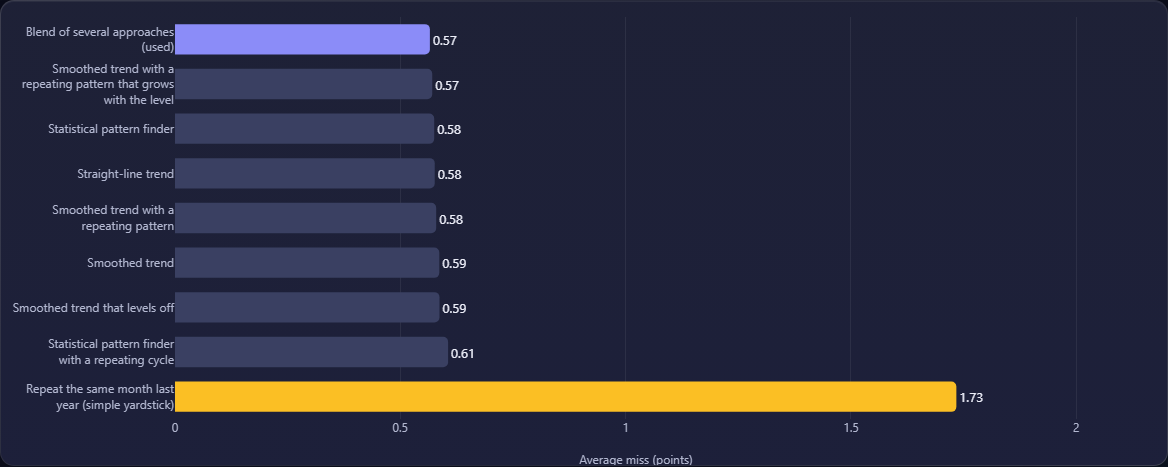 Blend of several approaches
(used)
0.57
Smoothed trend with a
repeating pattern that grows
with the level
0.57
Statistical pattern finder
0.58
Straight-line trend
0.58
Smoothed trend with a
repeating pattern
0.58
Smoothed trend
0.59
Smoothed trend that levels off
0.59
Statistical pattern finder
with a repeating cycle
0.61
Repeat the same month last
year (simple yardstick)
1.73
0
0.5
1
1.5
2
Average miss (points)